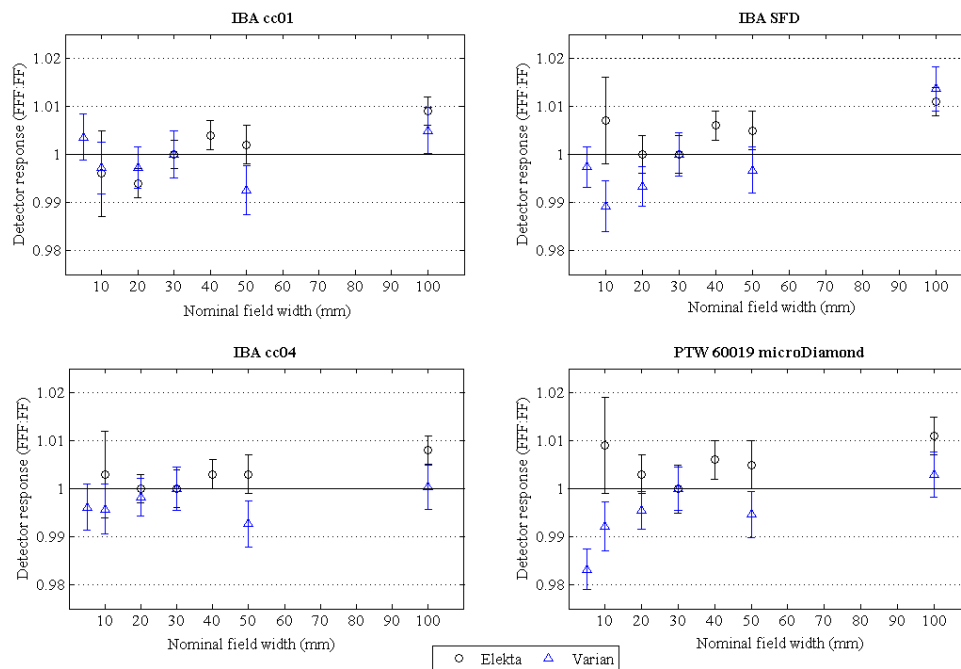 IBA cc01
IBA SFD
Detector response (FFF:FF)
1.02
1.01
1
0.99
0.98
10 20 30 40 50 60 70 80 90 100
Nominal field width (mm)
Detector response (FFF:FF)
1.02
1.01
1
0.99
0.98
10 20 30 40 50 60 70 80 90 100
Nominal field width (mm)
IBA cc04
PTW 60019 microDiamond
Detector response (FFF:FF)
1.02
1.01
1
0.99
0.98
10 20 30 40 50 60 70 80 90 100
Nominal field width (mm)
Detector response (FFF:FF)
1.02
1.01
1
0.99
0.98
10 20 30 40 50 60 70 80 90 100
Nominal field width (mm)
Elekta Varian